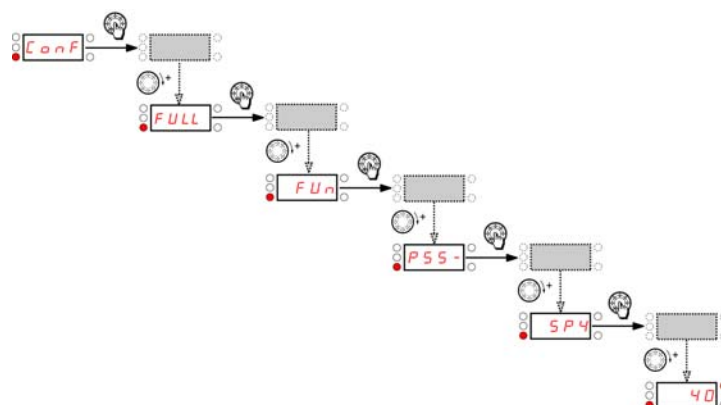 ConF
+
FULL
+
FUn
+
PSS-
+
SP4
+
40